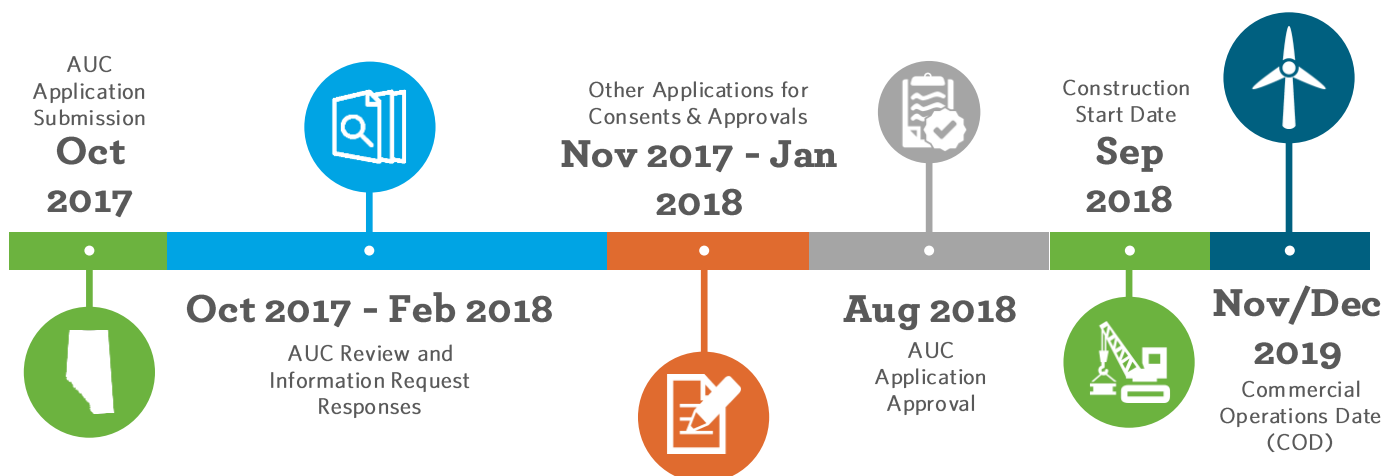 AUC
Application
Submission
Oct
2017
Oct 2017 - Feb 2018
AUC Review and
Information Request
Responses
Other Applications for
Consents & Approvals
Nov 2017 - Jan
2018
Aug 2018
AUC
Application
Approval
Construction
Start Date
Sep
2018
Nov/Dec
2019
Commercial
Operations Date
(COD)